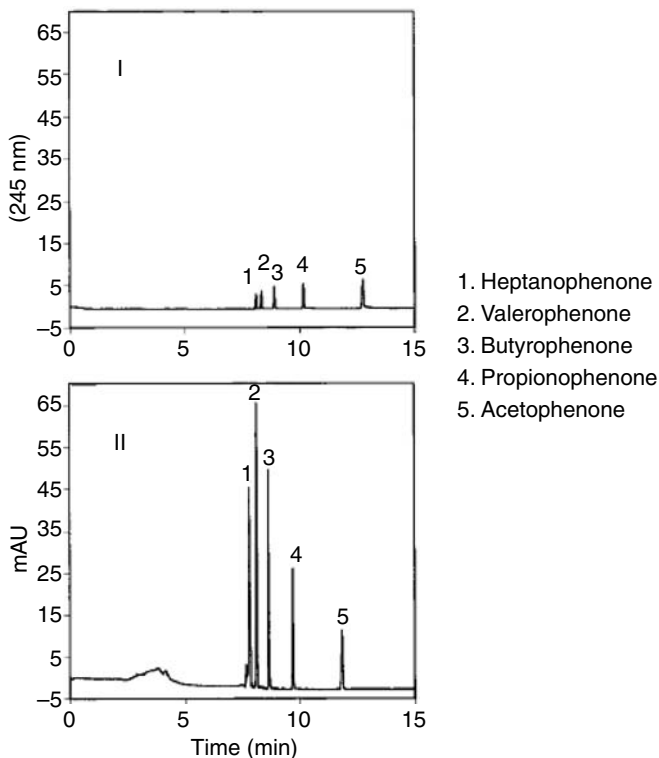 65
55
45
35
25
15
5
−5
(245 nm)
I
1 2 3 4 5
0 5 10 15
1. Heptanophenone
2. Valerophenone
3. Butyrophenone
4. Propionophenone
5. Acetophenone
65
55
45
35
25
15
5
−5
mAU
II
1 2 3 4 5
0 5 10 15
Time (min)